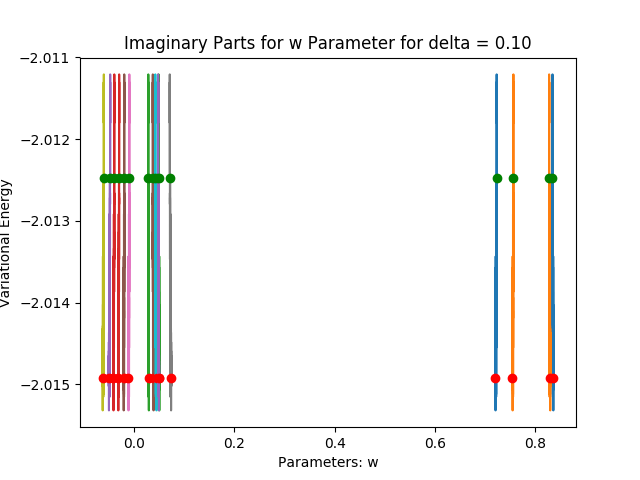 Imaginary Parts for w Parameter for delta = 0.10
−2.011
−2.012
−2.013
−2.014
−2.015
Variational Energy
0.0 0.2 0.4 0.6 0.8
Parameters: w